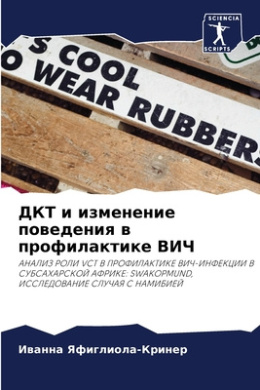 SCIENCIA
SCRIPTS
S COOL
O WEAR RUBBERS
ДКТ и изменение
поведения в
профилактике ВИЧ
АНАЛИЗ РОЛИ VCT В ПРОФИЛАКТИКЕ ВИЧ-ИНФЕКЦИИ В
СУБСАХАРСКОЙ АФРИКЕ: SWAKOPMUND,
ИССЛЕДОВАНИЕ СЛУЧАЯ С НАМИБИЕЙ
Иванна Яфиглиола-Кринер